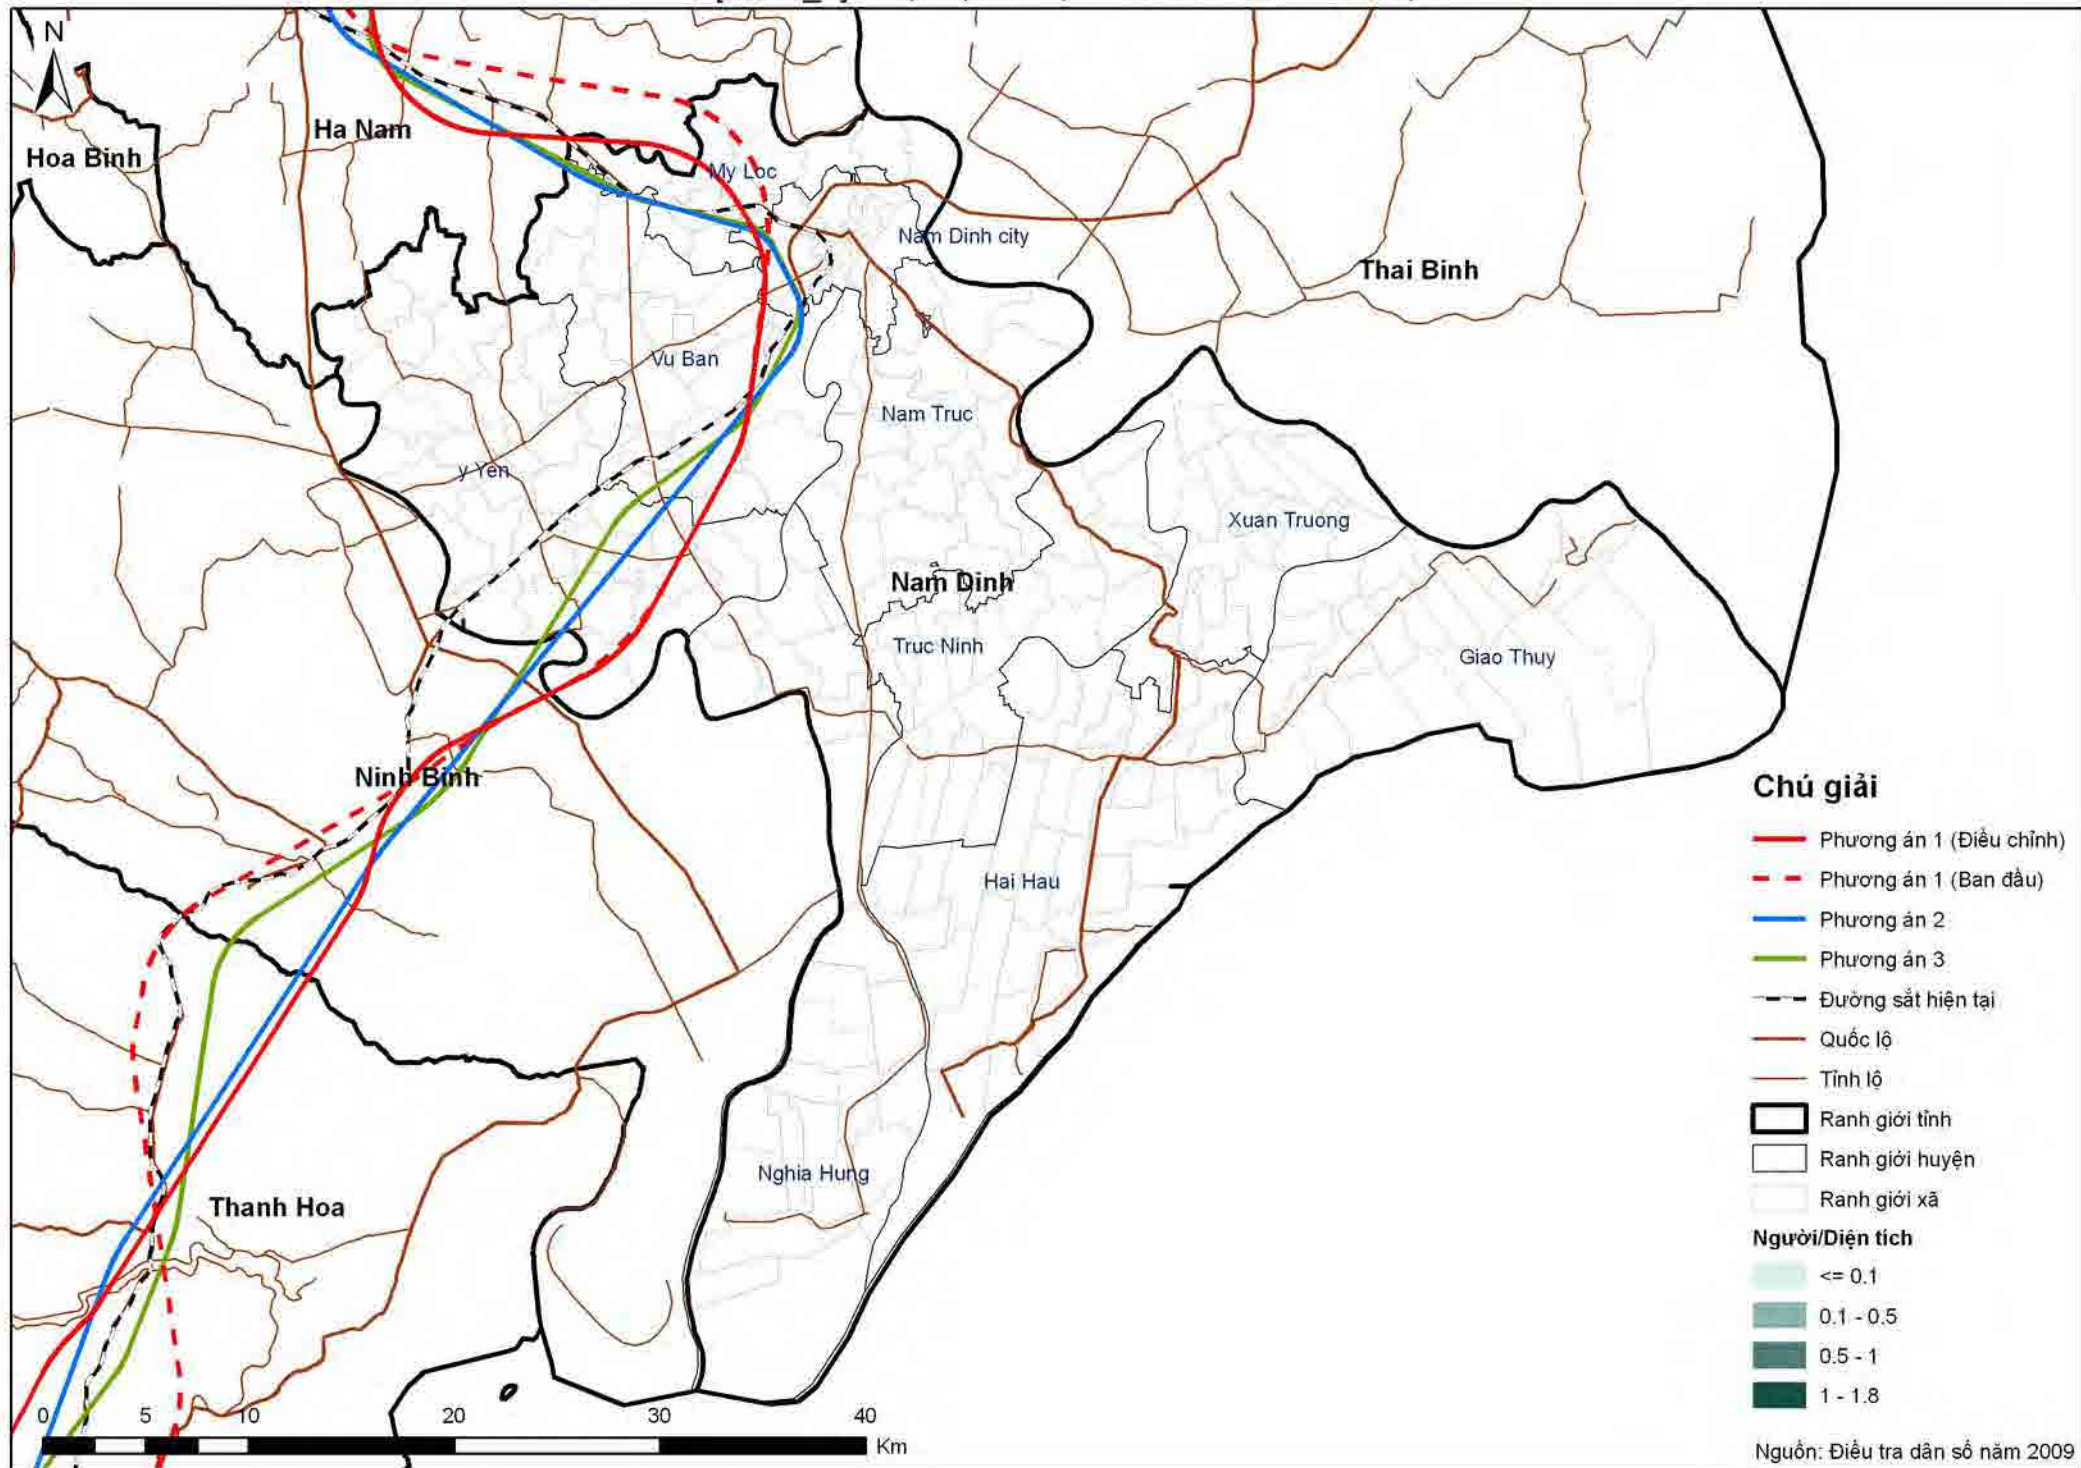 N
Ha Nam
Hoa Binh
My Loc
Nam Dinh city
Thai Binh
Vu Ban
Nam Truc
y Yen
Xuan Truong
Nam Dinh
Truc Ninh
Giao Thuy
Ninh Binh
Hai Hau
Nghia Hung
Thanh Hoa
Chú giải
Phương án 1 (Điều chỉnh)
Phương án 1 (Ban đầu)
Phương án 2
Phương án 3
Đường sắt hiện tại
Quốc lộ
Tỉnh lộ
Ranh giới tỉnh
Ranh giới huyện
Ranh giới xã
Người/Diện tích
<= 0.1
0.1 - 0.5
0.5 - 1
1 - 1.8
0 5 10 20 30 40
Km
Nguồn: Điều tra dân số năm 2009